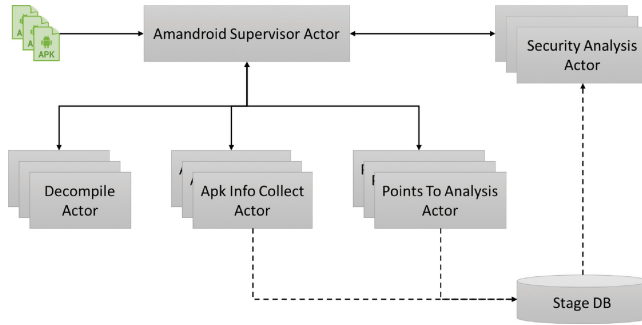 APK
Amandroid Supervisor Actor
Security Analysis
Actor
Decompile
Actor
Apk Info Collect
Actor
Points To Analysis
Actor
Stage DB